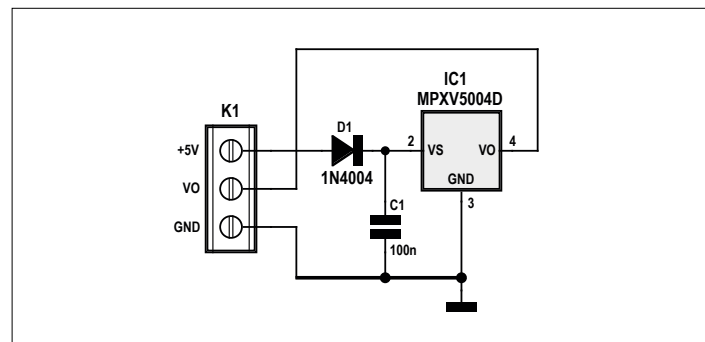 IC1
MPXV5004D
K1
D1
+5V
2
VS
VO
4
1N4004
VO
GND
3
C1
GND
100n